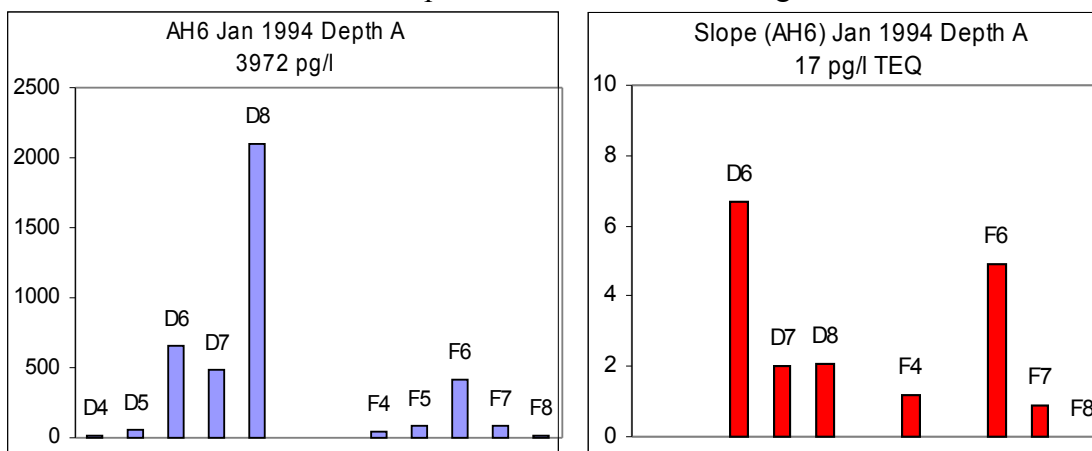 AH6 Jan 1994 Depth A
3972 pg/l
2500
2000
1500
1000
500
0
D4
D5
D6
D7
D8
F4
F5
F6
F7
F8
Slope (AH6) Jan 1994 Depth A
17 pg/l TEQ
10
8
6
4
2
0
D6
D7
D8
F4
F6
F7
F8